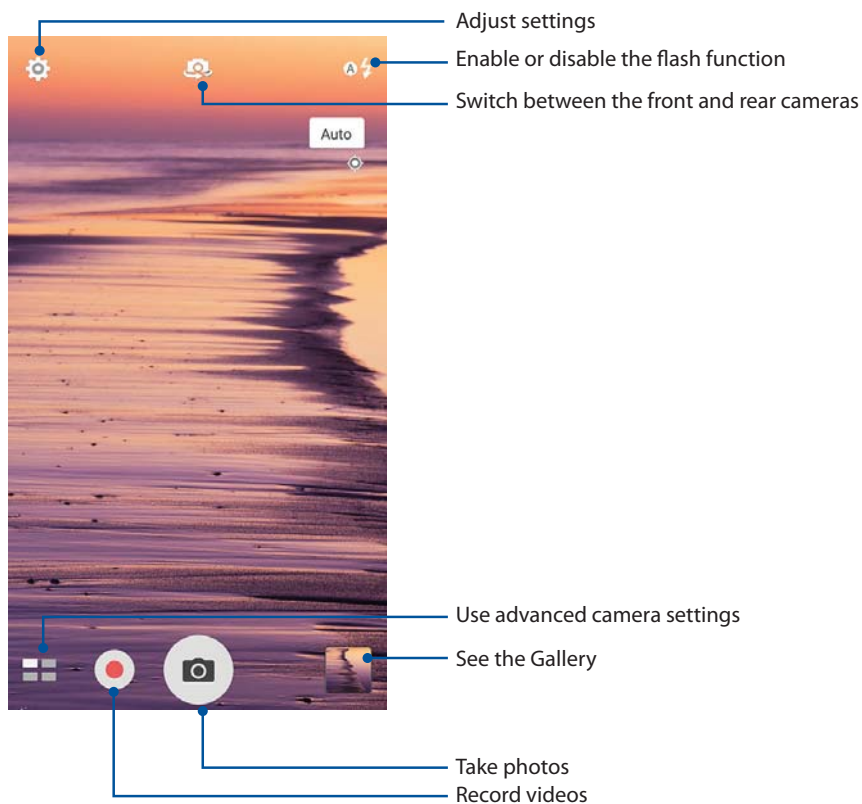 Adjust settings
Enable or disable the flash function
Switch between the front and rear cameras
A
Auto
Use advanced camera settings
See the Gallery
Take photos
Record videos